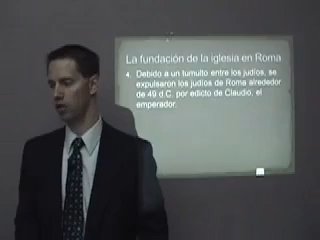 La fundación de la iglesia en Roma
4. Debido a un tumulto entre los judíos, se
expulsaron los judíos de Roma alrededor
de 49 d.C. por edicto de Claudio, el
emperador.